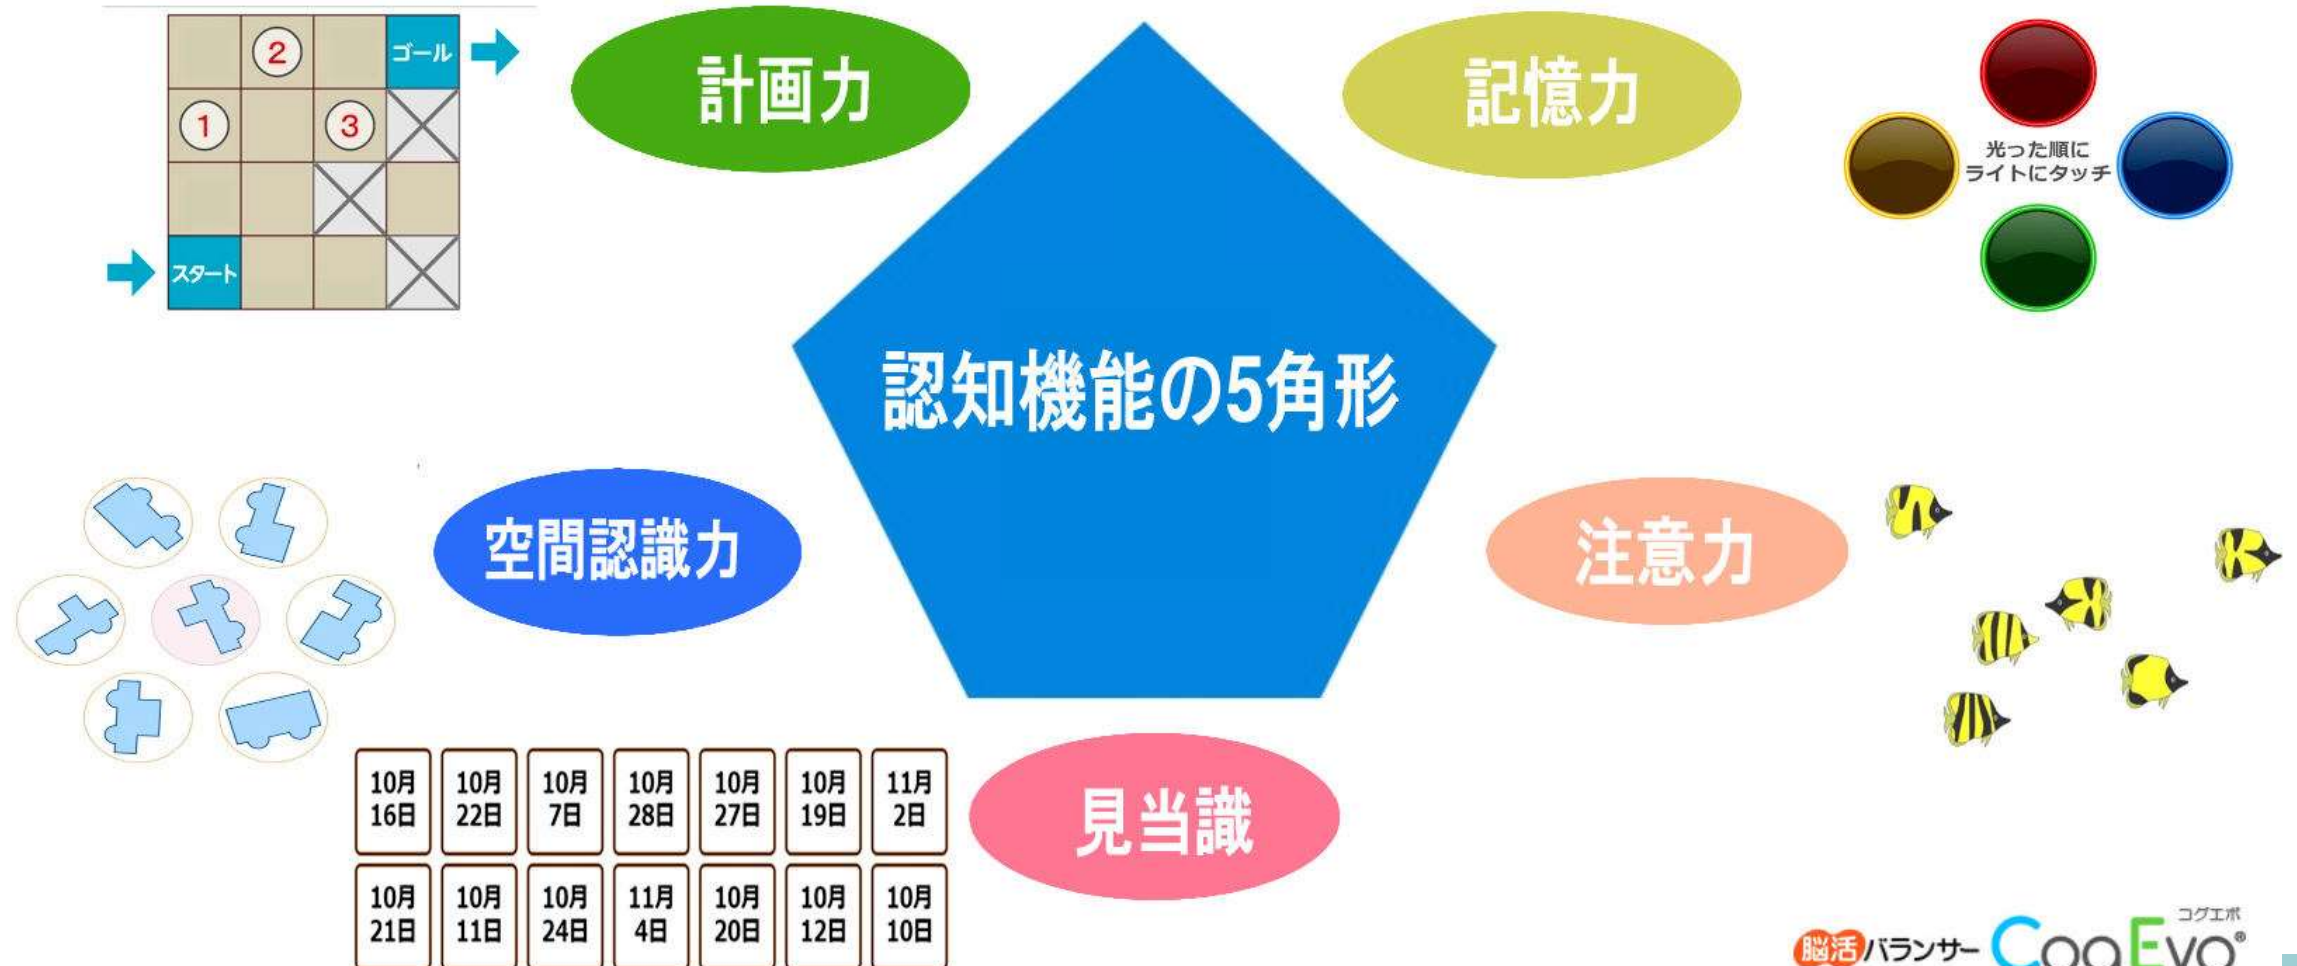 ② ゴール
① ③
スタート
計画力
記憶力
光った順に
ライトにタッチ
認知機能の5角形
空間認識力
注意力
見当識
10月 10月 10月 10月 10月 10月 11月
16日 22日 7日 28日 27日 19日 2日
10月 10月 10月 11月 10月 10月 10月
21日 11日 24日 4日 20日 12日 10日
コグエボ
脳活バランサー CogEvo®